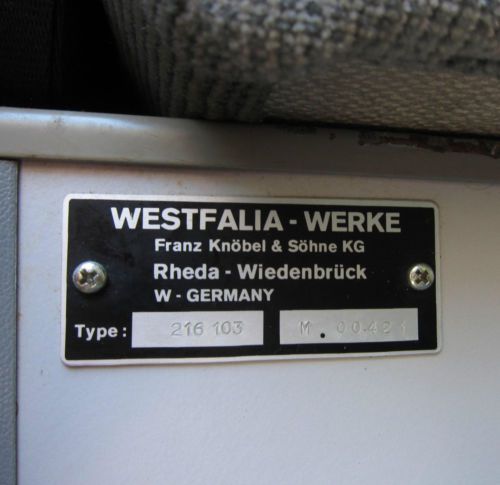 WESTFALIA - WERKE
Franz Knöbel & Söhne KG
Rheda - Wiedenbrück
W - GERMANY
Type: 216 103 M.00421